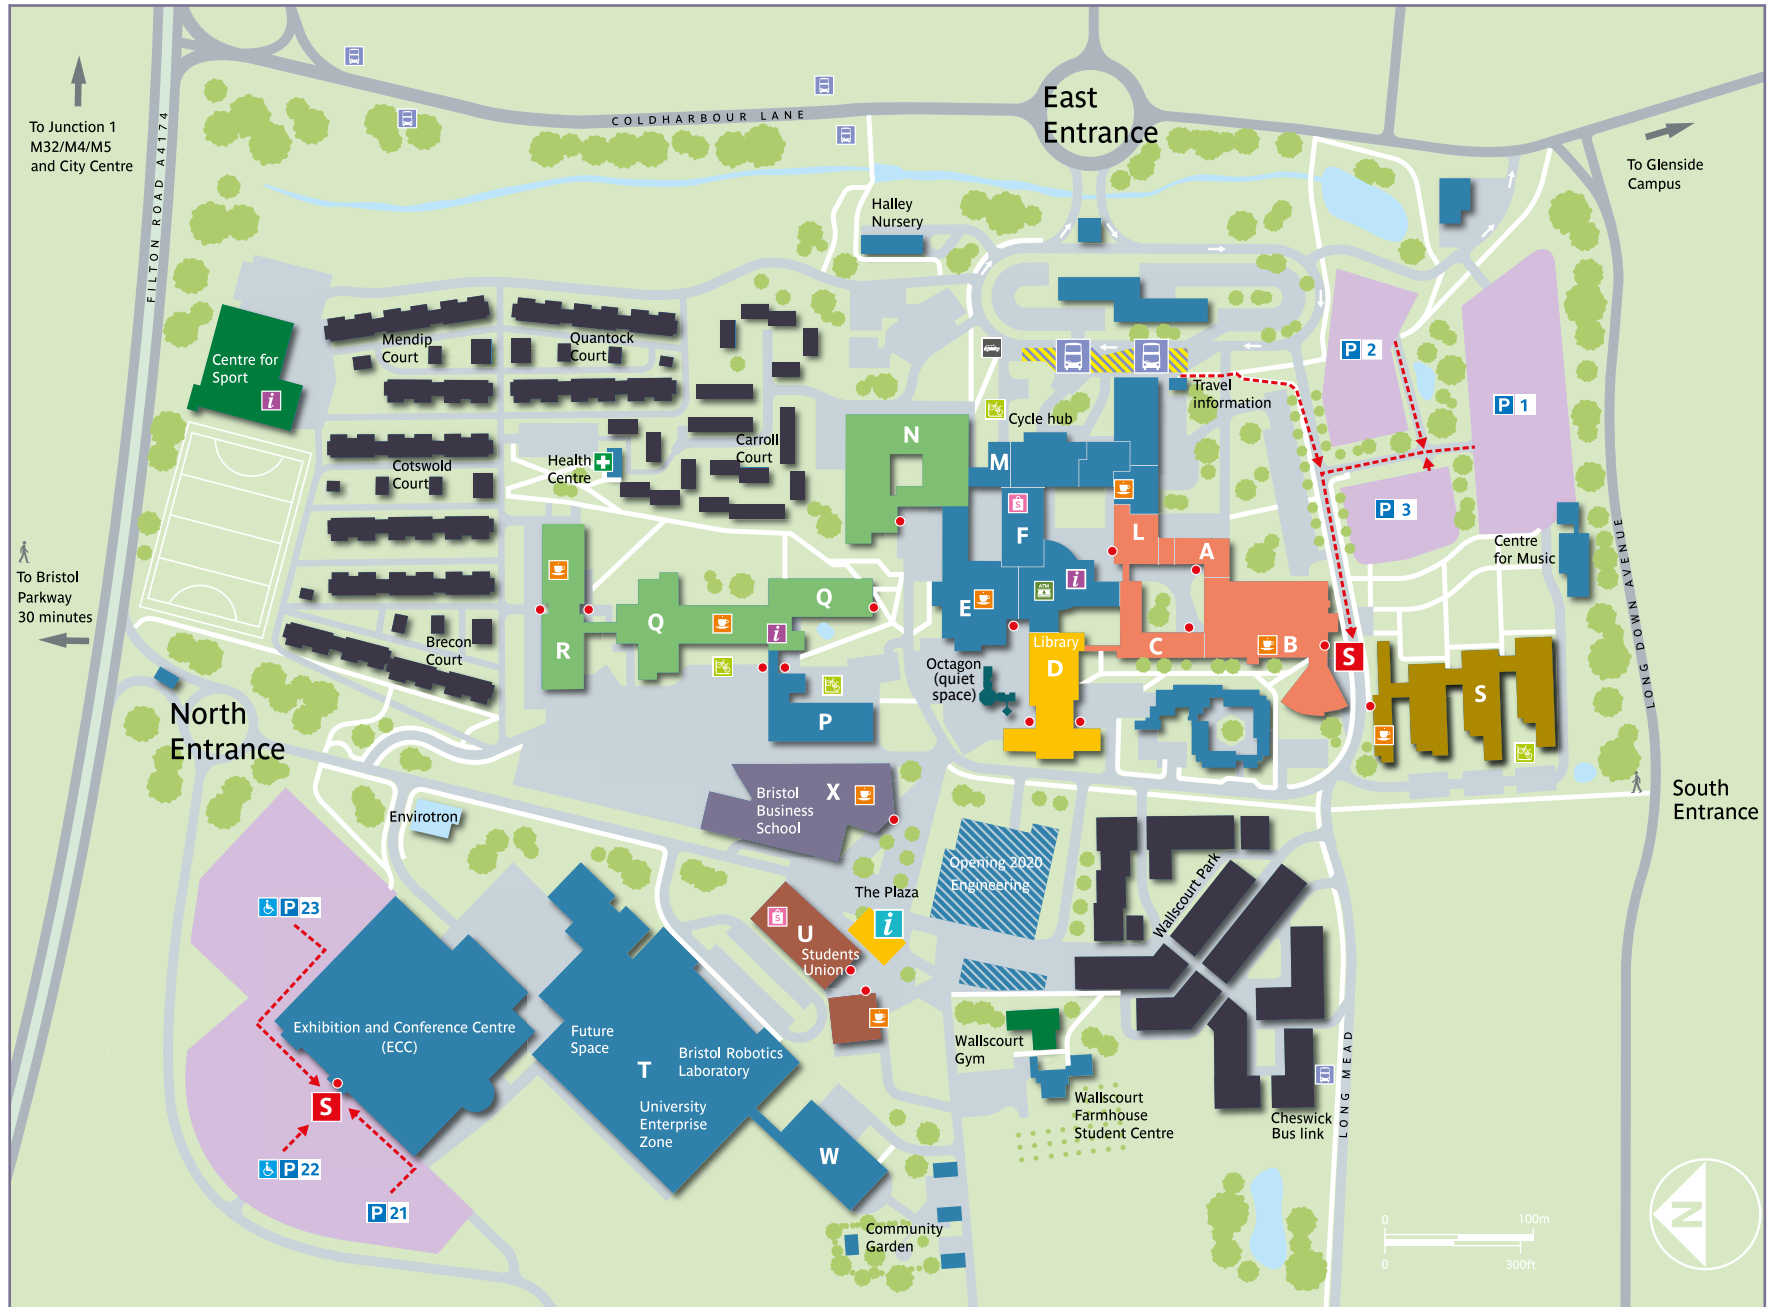 COLDHARBOUR LANE
East
Entrance
To Junction 1
M32/M4/M5
and City Centre
FILTON ROAD A4174
To Glenside
Campus
Halley
Nursery
Mendip
Court
Quantock
Court
Centre for
Sport
i
P 2
P 1
Travel
information
Cycle hub
N
Carroll
Court
M
Health
Centre
Cotswold
Court
S
P 3
F
L
A
Centre
for Music
To Bristol
Parkway
30 minutes
ATM
i
E
Q
Q
i
R
Brecon
Court
Library
D
C
B
S
Octagon
(quiet
space)
S
LONG DOWN AVENUE
P
North
Entrance
South
Entrance
X
Bristol
Business
School
Envirotron
Opening 2020
Engineering
Wallscourt Park
The Plaza
P 23
S
i
U
Students
Union
Exhibition and Conference Centre
(ECC)
Future
Space
T
Bristol Robotics
Laboratory
University
Enterprise
Zone
Wallscourt
Gym
Wallscourt
Farmhouse
Student Centre
Cheswick
Bus link
LONG MEAD
S
P 22
P 21
W
Community
Garden
N
0
100m
0
300ft